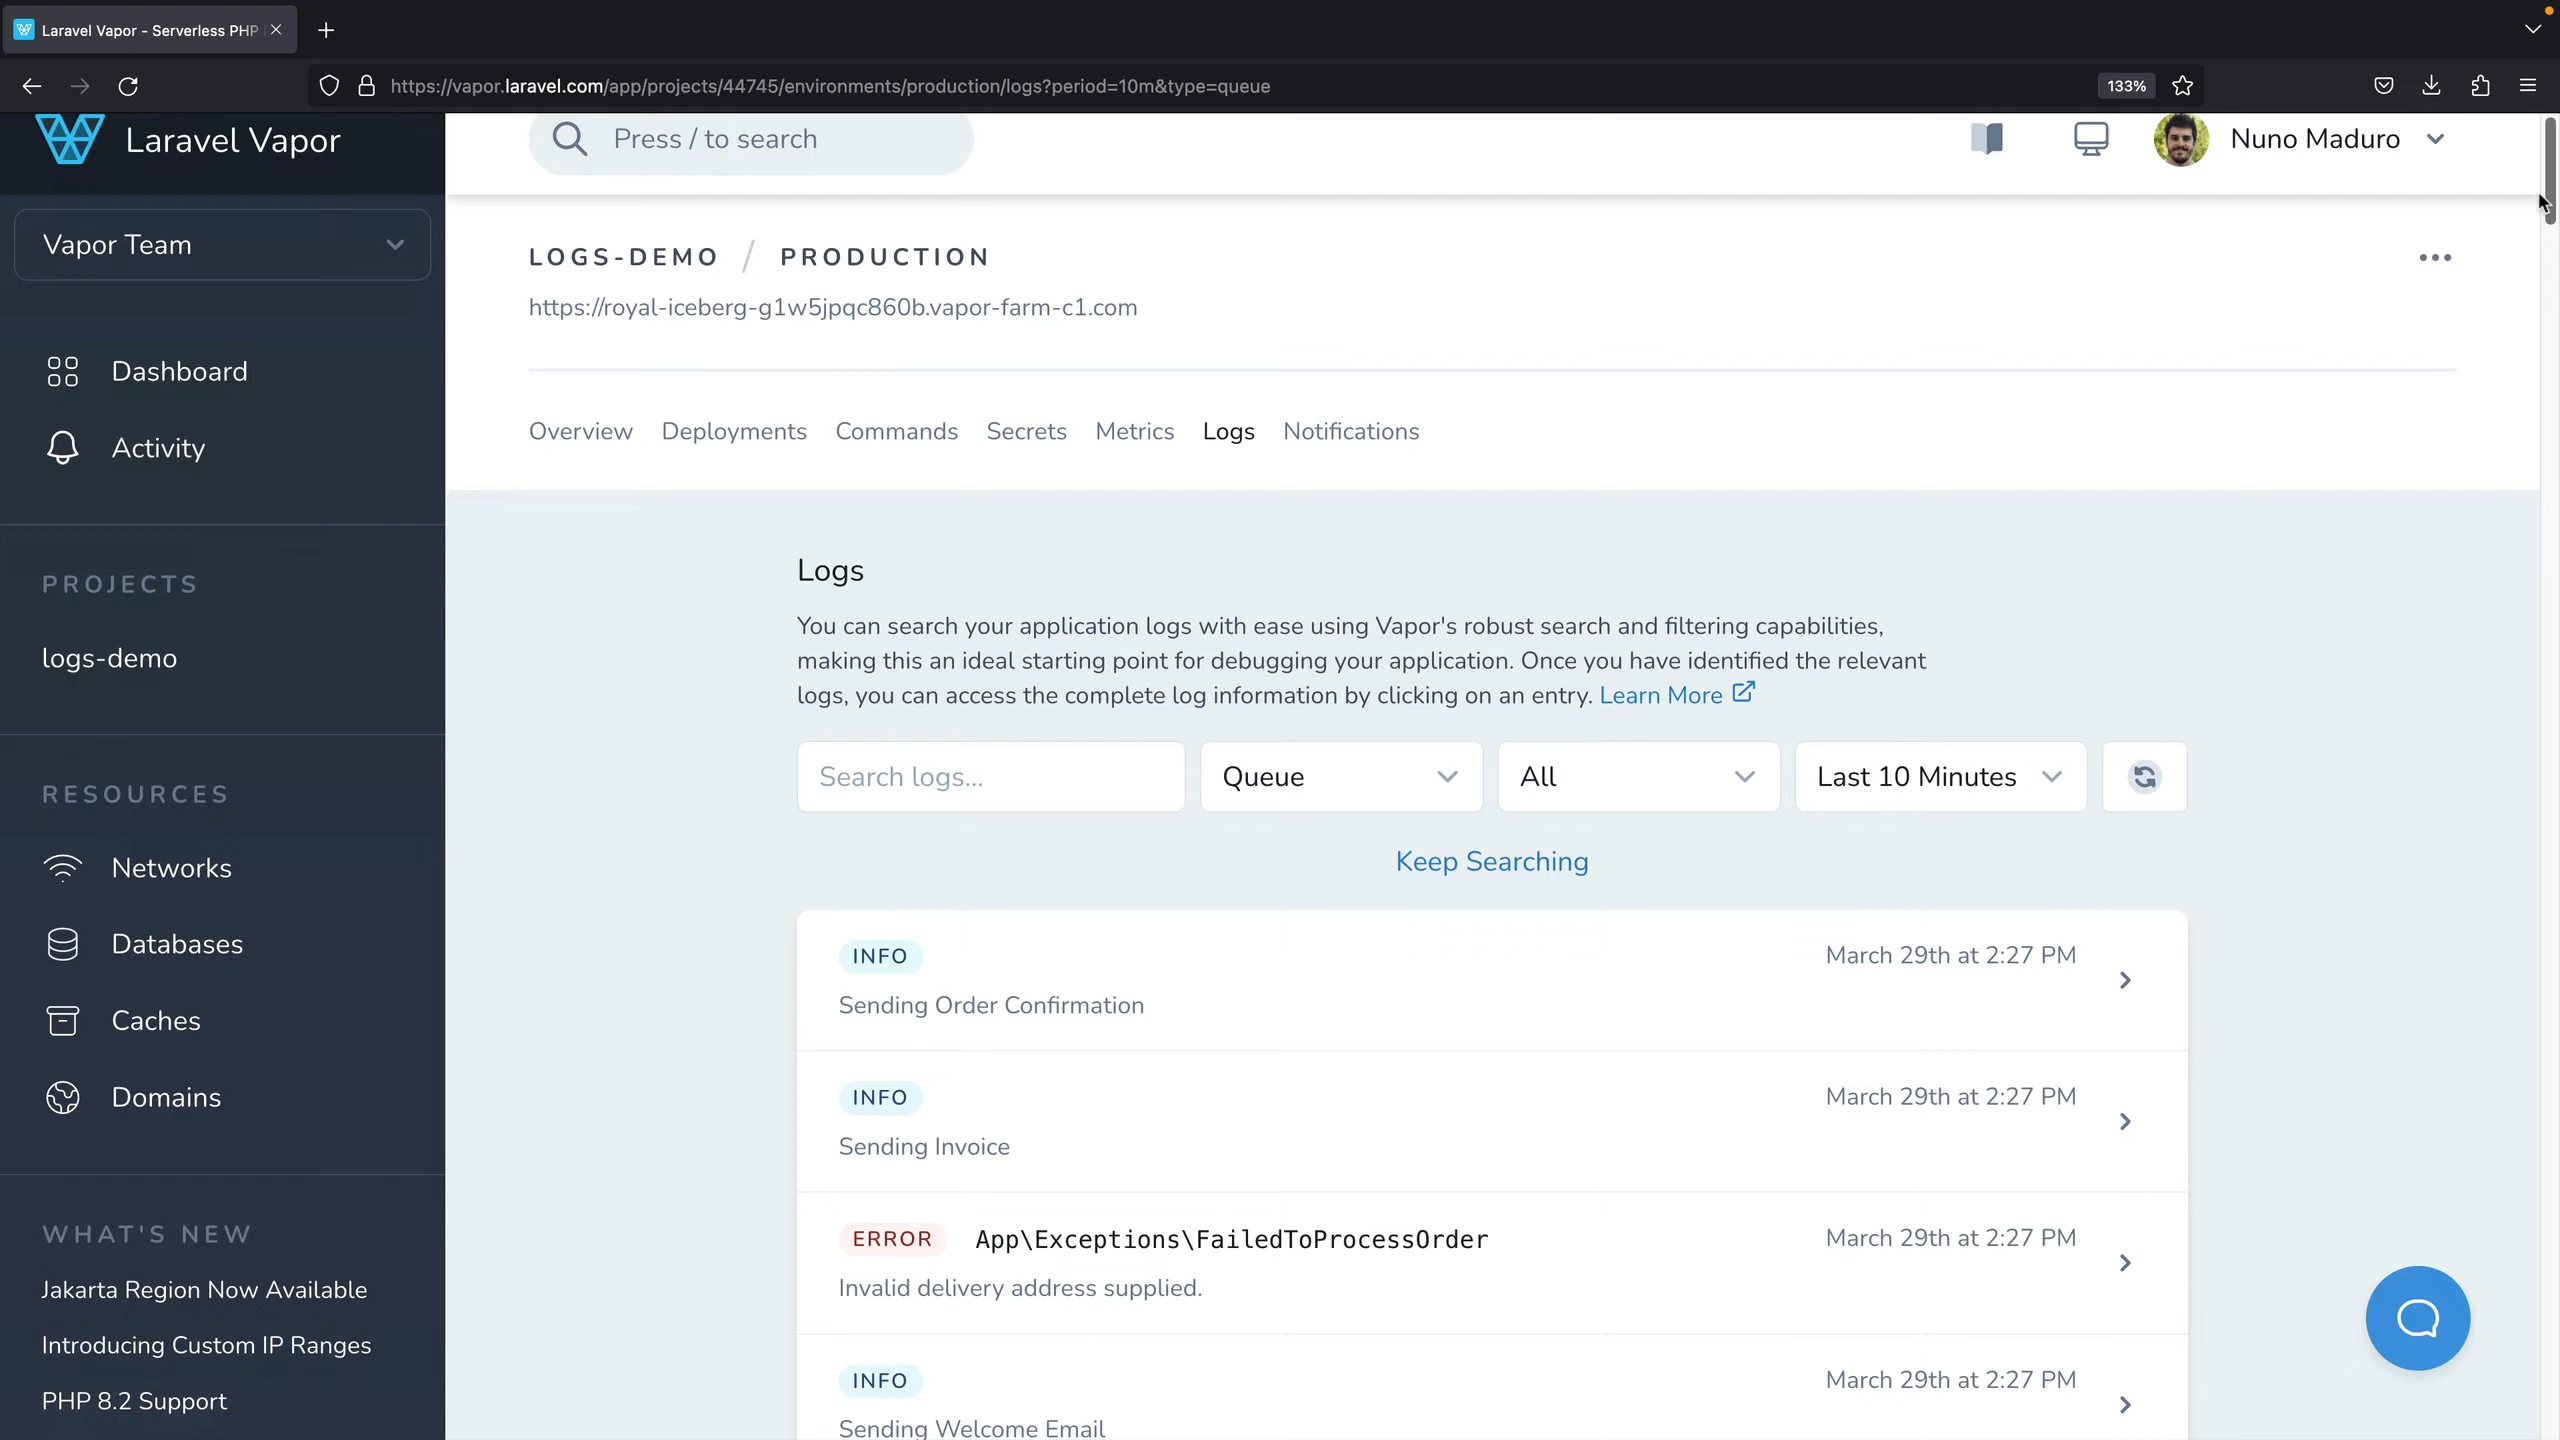 Laravel Vapor - Serverless PHP
https://vapor.laravel.com/app/projects/44745/environments/production/logs?period=10m&type=queue
133%
Laravel Vapor
Press / to search
Nuno Maduro
Vapor Team
Dashboard
Activity
PROJECTS
logs-demo
RESOURCES
Networks
Databases
Caches
Domains
WHAT'S NEW
Jakarta Region Now Available
Introducing Custom IP Ranges
PHP 8.2 Support
LOGS-DEMO / PRODUCTION
https://royal-iceberg-g1w5jpqc860b.vapor-farm-c1.com
Overview Deployments Commands Secrets Metrics Logs Notifications
Logs
You can search your application logs with ease using Vapor's robust search and filtering capabilities,
making this an ideal starting point for debugging your application. Once you have identified the relevant
logs, you can access the complete log information by clicking on an entry. Learn More
Search logs... Queue All Last 10 Minutes
Keep Searching
INFO March 29th at 2:27 PM
Sending Order Confirmation
INFO March 29th at 2:27 PM
Sending Invoice
ERROR App\Exceptions\FailedToProcessOrder March 29th at 2:27 PM
Invalid delivery address supplied.
INFO March 29th at 2:27 PM
Sending Welcome Email